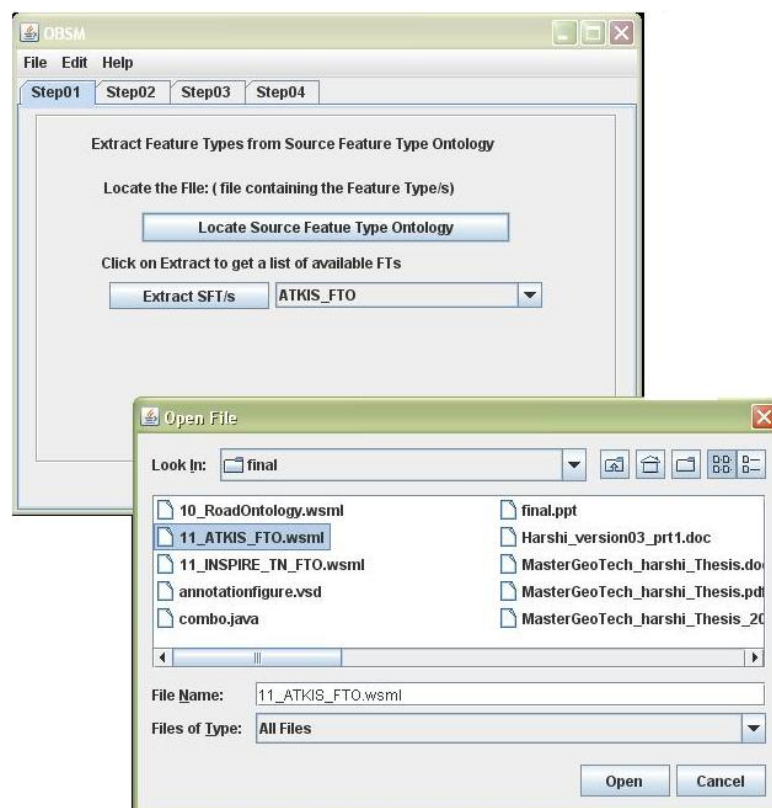 OBSM
File Edit Help
Step01 Step02 Step03 Step04
Extract Feature Types from Source Feature Type Ontology
Locate the FIle: ( file containing the Feature Type/s)
Locate Source Featue Type Ontology
Click on Extract to get a list of available FTs
Extract SFT/s ATKIS_FTO
Open File
Look In: final
10_RoadOntology.wsml final.ppt
11_ATKIS_FTO.wsml Harshi_version03_prt1.doc
11_INSPIRE_TN_FTO.wsml MasterGeoTech_harshi_Thesis.do
annotationfigure.vsd MasterGeoTech_harshi_Thesis.pdf
combo.java MasterGeoTech_harshi_Thesis_20
File Name: 11_ATKIS_FTO.wsml
Files of Type: All Files
Open Cancel